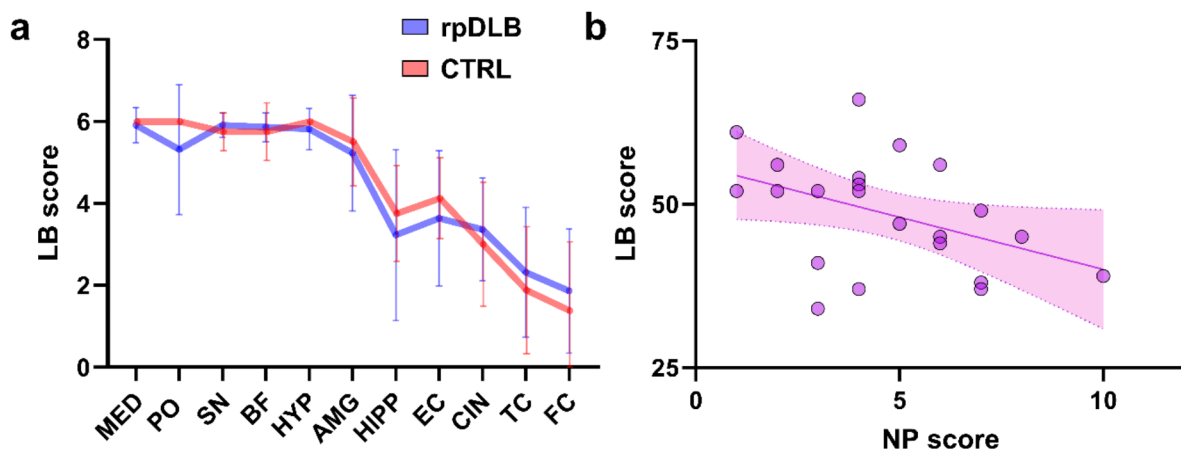 a
rpDLB
CTRL
LB score
8
6
4
2
0
MED
PO
SN
BF
HYP
AMG
HIPP
EC
CIN
TC
FC
b
LB score
75
50
25
0
5
10
NP score